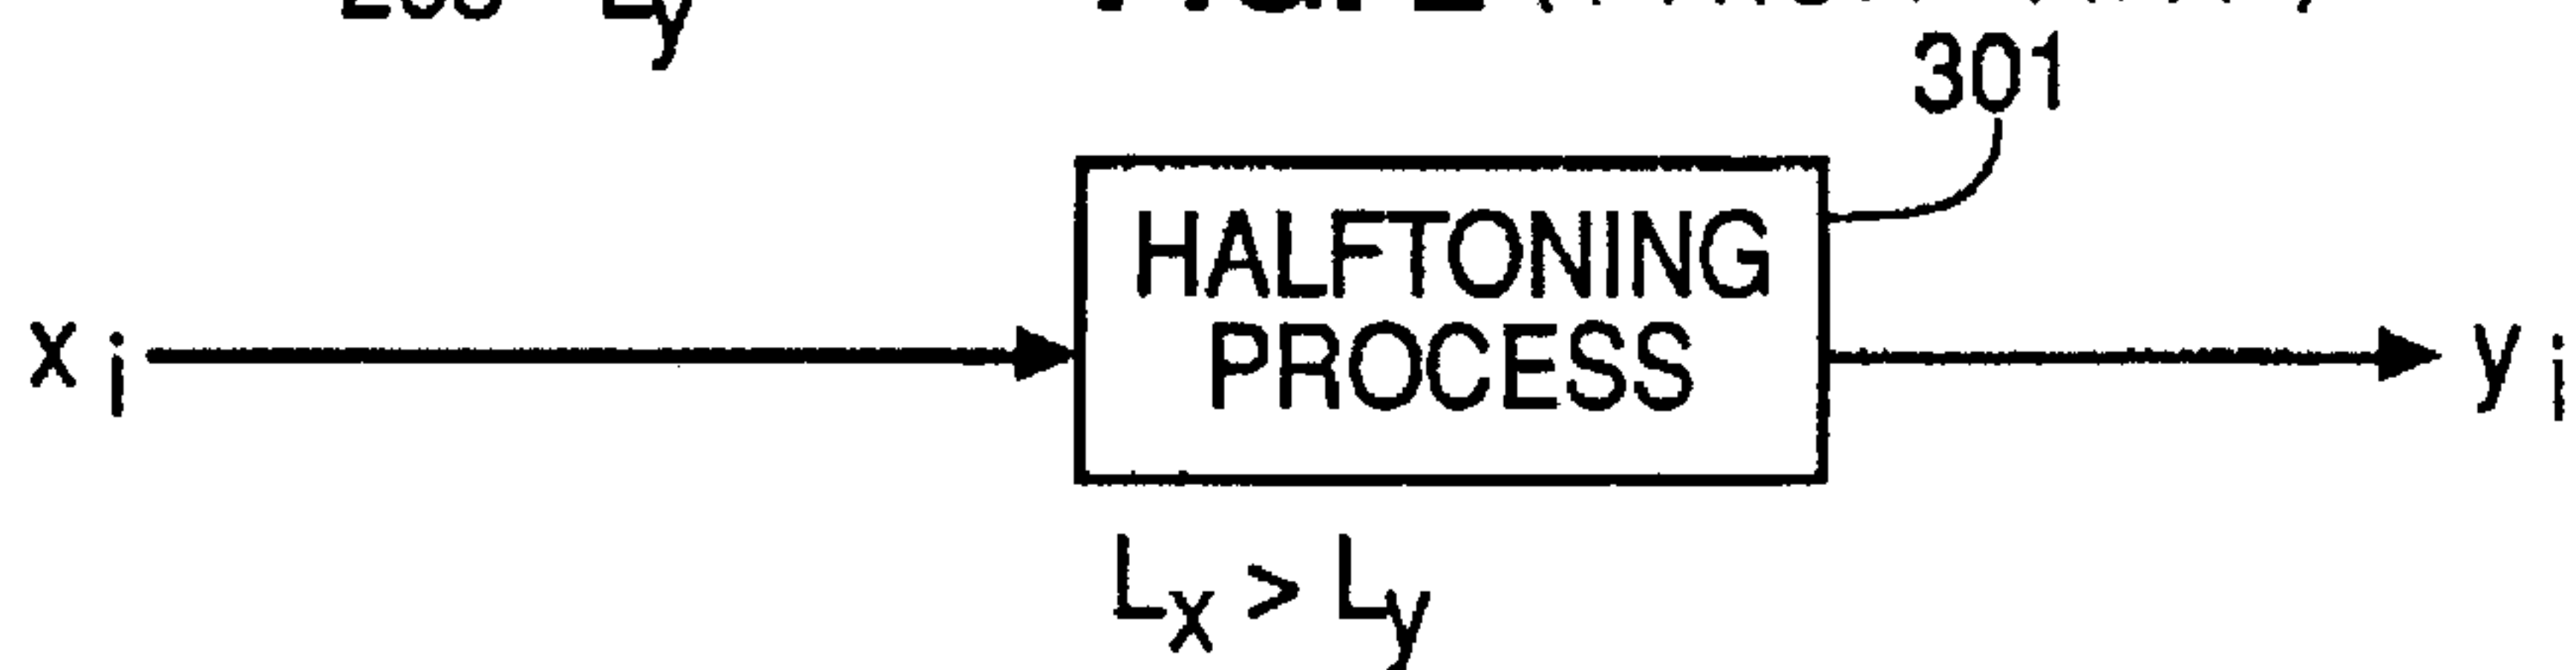 301
HALFTONING
PROCESS
x i
y i
Lx > Ly